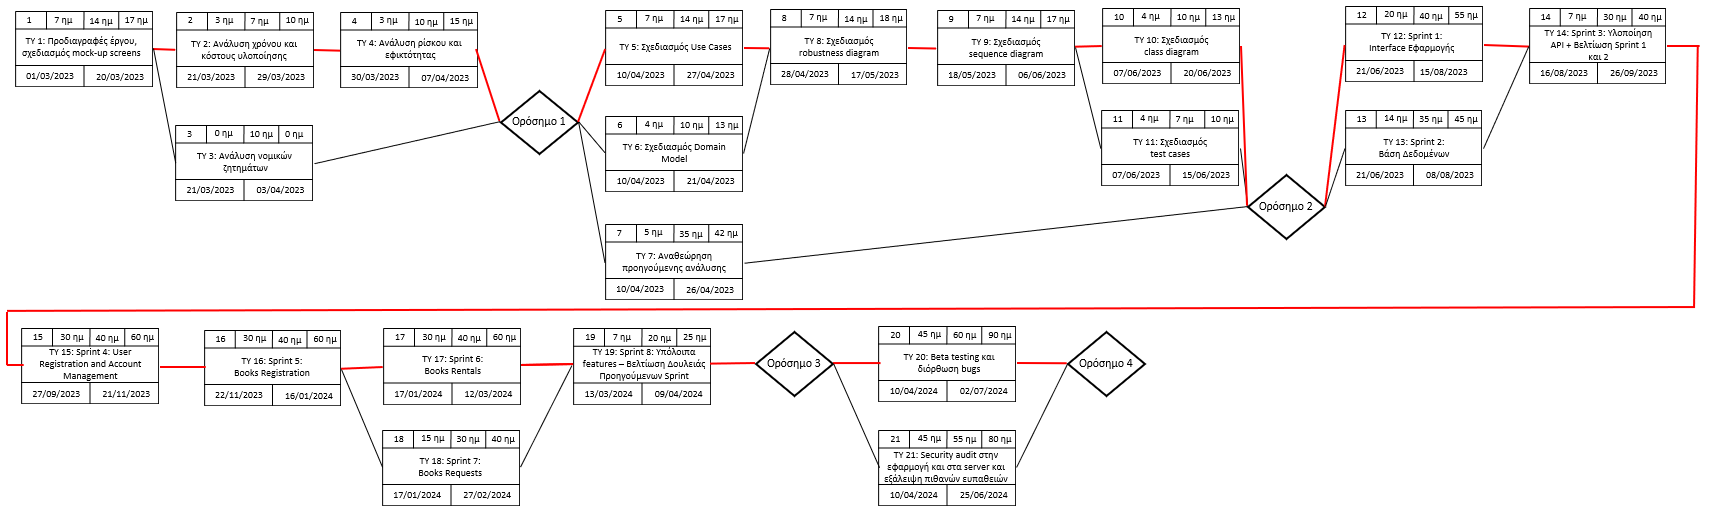 1 7 ημ 14 ημ 17 ημ
ΤΥ 1: Προδιαγραφές έργου,
σχεδιασμός mock-up screens
01/03/2023 20/03/2023
2 3 ημ 7 ημ 10 ημ
ΤΥ 2: Ανάλυση χρόνου και
κόστους υλοποίησης
21/03/2023 29/03/2023
3 0 ημ 10 ημ 0 ημ
ΤΥ 3: Ανάλυση νομικών
ζητημάτων
21/03/2023 03/04/2023
4 3 ημ 10 ημ 15 ημ
ΤΥ 4: Ανάλυση ρίσκου και
εφικτότητας
30/03/2023 07/04/2023
Ορόσημο 1
5 7 ημ 14 ημ 17 ημ
ΤΥ 5: Σχεδιασμός Use Cases
10/04/2023 27/04/2023
6 4 ημ 10 ημ 13 ημ
ΤΥ 6: Σχεδιασμός Domain
Model
10/04/2023 21/04/2023
7 5 ημ 35 ημ 42 ημ
ΤΥ 7: Αναθεώρηση
προηγούμενης ανάλυσης
10/04/2023 26/04/2023
8 7 ημ 14 ημ 18 ημ
ΤΥ 8: Σχεδιασμός
robustness diagram
28/04/2023 17/05/2023
9 7 ημ 14 ημ 17 ημ
ΤΥ 9: Σχεδιασμός
sequence diagram
18/05/2023 06/06/2023
10 4 ημ 10 ημ 13 ημ
ΤΥ 10: Σχεδιασμός
class diagram
07/06/2023 20/06/2023
11 4 ημ 7 ημ 10 ημ
ΤΥ 11: Σχεδιασμός
test cases
07/06/2023 15/06/2023
Ορόσημο 2
12 20 ημ 40 ημ 55 ημ
ΤΥ 12: Sprint 1:
Interface Εφαρμογής
21/06/2023 15/08/2023
13 14 ημ 35 ημ 45 ημ
ΤΥ 13: Sprint 2:
Βάση Δεδομένων
21/06/2023 08/08/2023
14 7 ημ 30 ημ 40 ημ
ΤΥ 14: Sprint 3: Υλοποίηση
API + Βελτίωση Sprint 1
και 2
16/08/2023 26/09/2023
15 30 ημ 40 ημ 60 ημ
ΤΥ 15: Sprint 4: User
Registration and Account
Management
27/09/2023 21/11/2023
16 30 ημ 40 ημ 60 ημ
ΤΥ 16: Sprint 5:
Books Registration
22/11/2023 16/01/2024
17 30 ημ 40 ημ 60 ημ
ΤΥ 17: Sprint 6:
Books Rentals
17/01/2024 12/03/2024
18 15 ημ 30 ημ 40 ημ
ΤΥ 18: Sprint 7:
Books Requests
17/01/2024 27/02/2024
19 7 ημ 20 ημ 25 ημ
ΤΥ 19: Sprint 8: Υπόλοιπα
features – Βελτίωση Δουλειάς
Προηγούμενων Sprint
13/03/2024 09/04/2024
Ορόσημο 3
20 45 ημ 60 ημ 90 ημ
ΤΥ 20: Beta testing και
διόρθωση bugs
10/04/2024 02/07/2024
21 45 ημ 55 ημ 80 ημ
ΤΥ 21: Security audit στην
εφαρμογή και στα server και
εξάλειψη πιθανών ευπαθειών
10/04/2024 25/06/2024
Ορόσημο 4